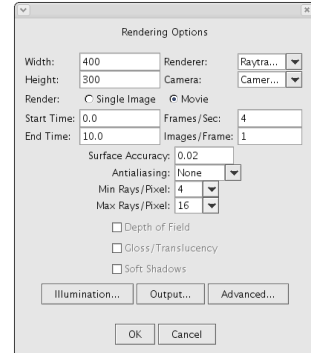 Rendering Options
Width: 400 Renderer: Raytra...
Height: 300 Camera: Camer...
Render: Single Image Movie
Start Time: 0.0 Frames/Sec: 4
End Time: 10.0 Images/Frame: 1
Surface Accuracy: 0.02
Antialiasing: None
Min Rays/Pixel: 4
Max Rays/Pixel: 16
Depth of Field
Gloss/Translucency
Soft Shadows
Illumination... Output... Advanced...
OK Cancel